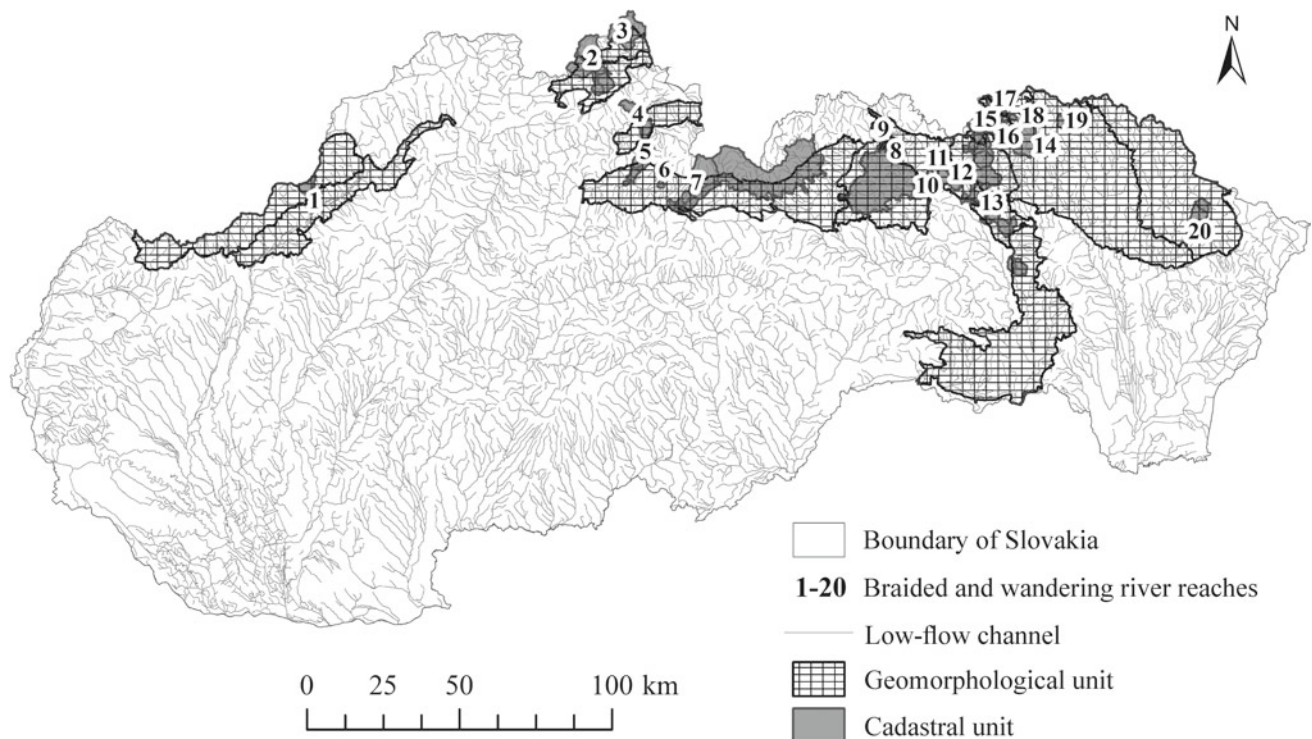 N
3
2
17
4
15
18
19
9
16
14
5
8
11
6
12
7
10
1
13
20
Boundary of Slovakia
1-20 Braided and wandering river reaches
Low-flow channel
Geomorphological unit
Cadastral unit
0 25 50 100 km